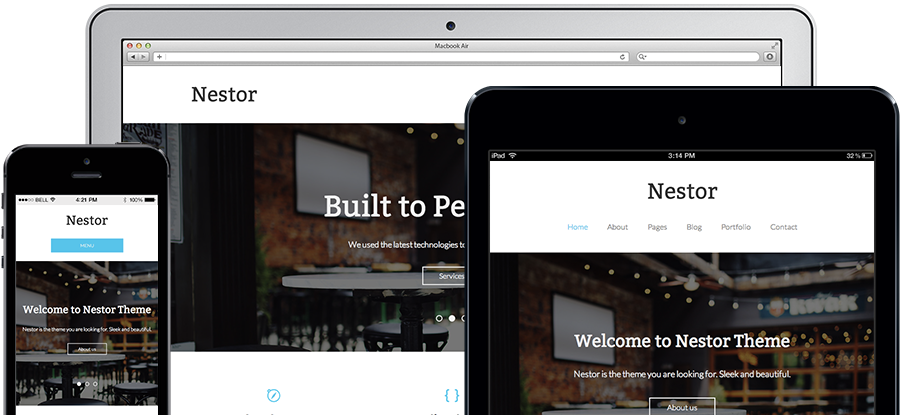 Macbook Air
Nestor
Built to Pe
We used the latest technologies to
Services
BELL 4:21 PM 100%
Nestor
MENU
Welcome to Nestor Theme
Nestor is the theme you are looking for. Sleek and beautiful.
About us
iPad 3:14 PM 32%
Nestor
Home About Pages Blog Portfolio Contact
Welcome to Nestor Theme
Nestor is the theme you are looking for. Sleek and beautiful.
About us